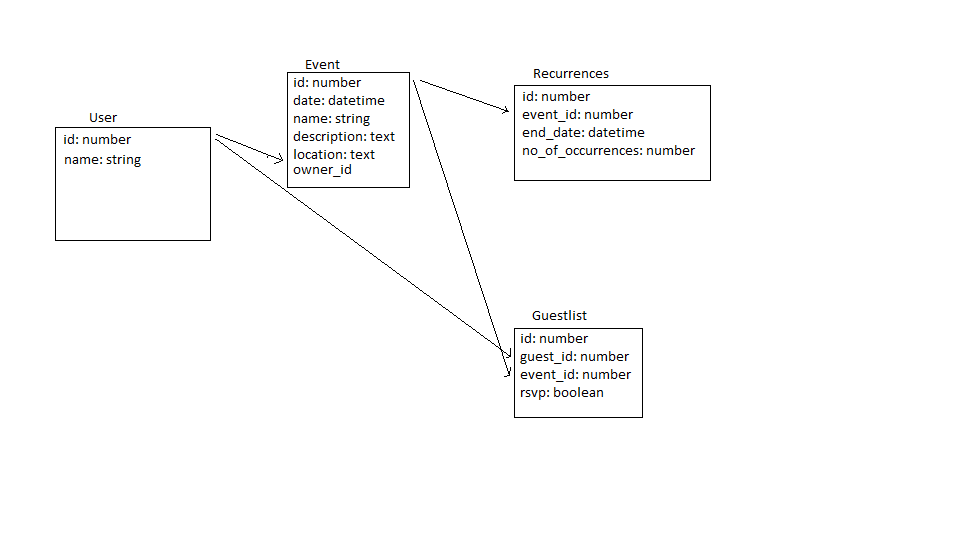 User
id: number
name: string
Event
id: number
date: datetime
name: string
description: text
location: text
owner_id
Recurrences
id: number
event_id: number
end_date: datetime
no_of_occurrences: number
Guestlist
id: number
guest_id: number
event_id: number
rsvp: boolean